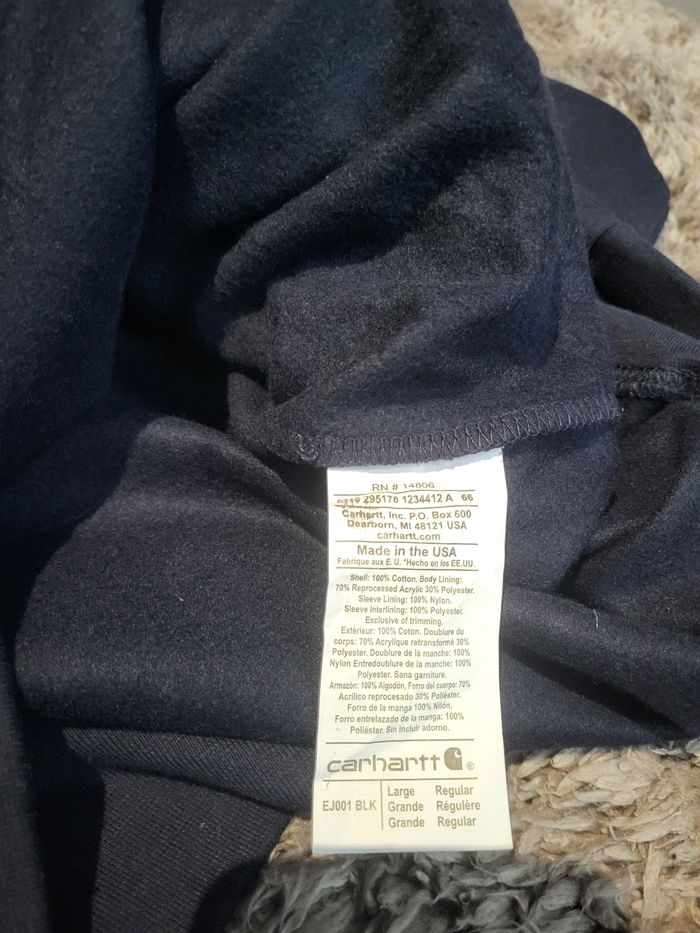 RN # 14806
0719 295178 1234412 A 66
Carhartt, Inc. P.O. Box 600
Dearborn, MI 48121 USA
carhartt.com
Made in the USA
Fabrique aux E. U. *Hecho en los EE.UU.
Shell: 100% Cotton. Body Lining:
70% Reprocessed Acrylic 30% Polyester.
Sleeve Lining: 100% Nylon.
Sleeve Interlining: 100% Polyester.
Exclusive of trimming.
Extérieur: 100% Coton. Doublure du
corps: 70% Acrylique retransformé 30%
Polyester. Doublure de la manche: 100%
Nylon Entredoublure de la manche: 100%
Polyester. Sana garniture.
Armazón: 100% Algodón, Forro del cuerpo: 70%
Acrílico reprocesado 30% Poliéster.
Forro de la manga 100% Nilón.
Forro entrelazado de la manga: 100%
Poliéster. Sin incluir adorno.
carhartt ®
EJ001 BLK
Large Regular
Grande Régulère
Grande Regular